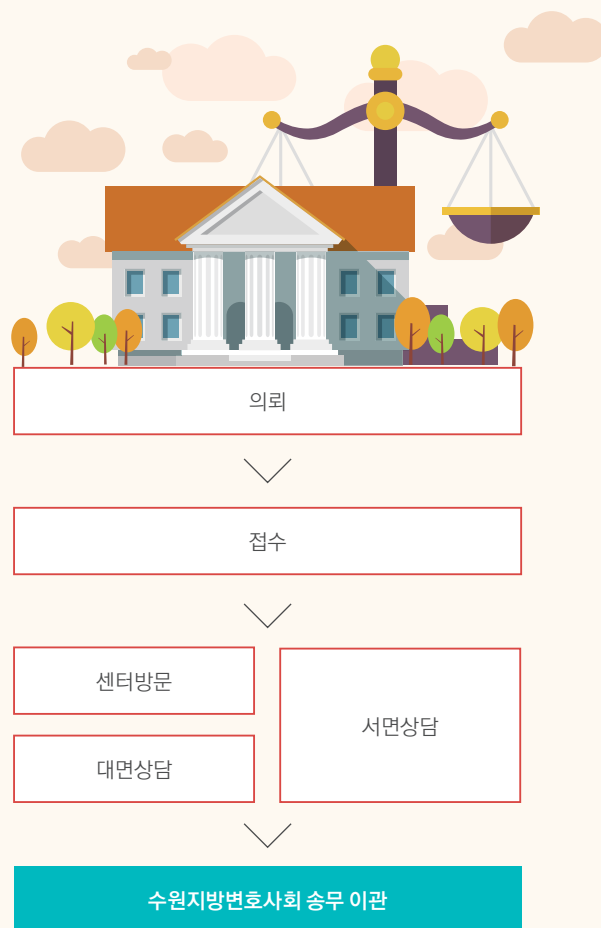 의뢰
접수
센터방문
대면상담
서면상담
수원지방변호사회 송무 이관